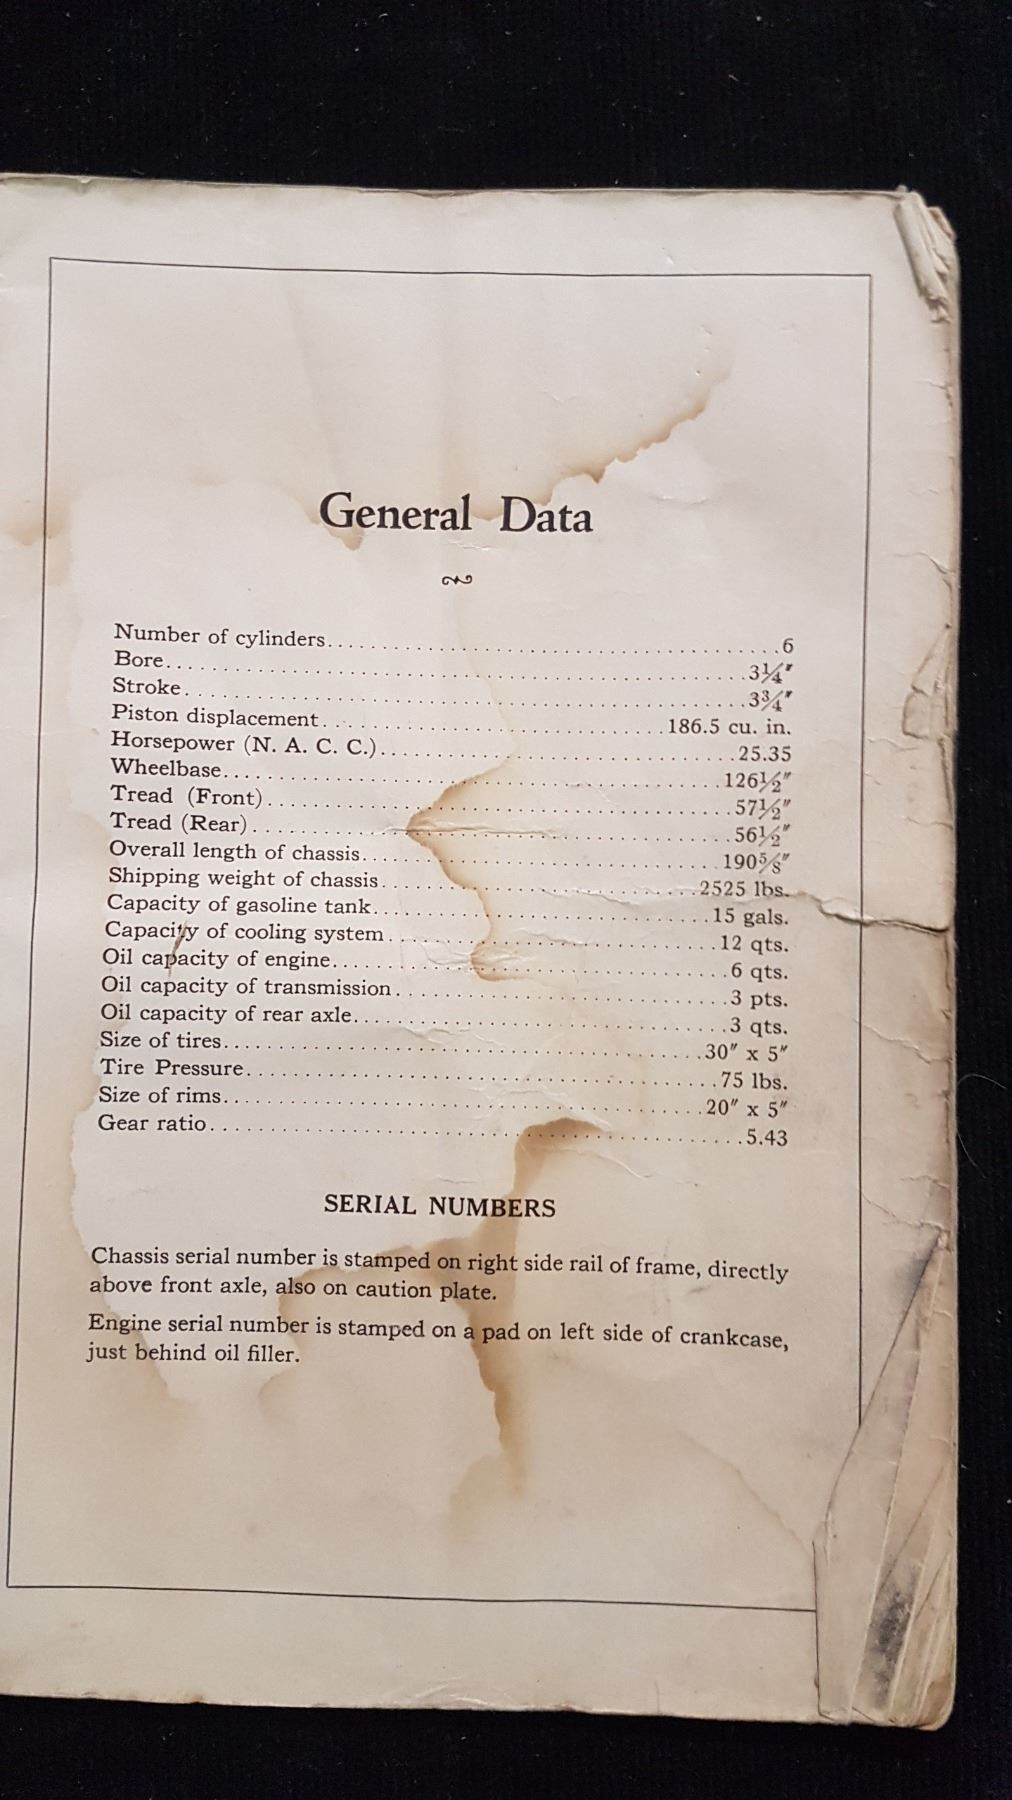 General Data
Number of cylinders........................................6
Bore........................................3¼"
Stroke........................................3¾"
Piston displacement........................................186.5 cu. in.
Horsepower (N. A. C. C.)........................................25.35
Wheelbase........................................126½"
Tread (Front)........................................57½"
Tread (Rear)........................................56½"
Overall length of chassis........................................190⅝"
Shipping weight of chassis........................................2525 lbs.
Capacity of gasoline tank........................................15 gals.
Capacity of cooling system........................................12 qts.
Oil capacity of engine........................................6 qts.
Oil capacity of transmission........................................3 pts.
Oil capacity of rear axle........................................3 qts.
Size of tires........................................30" x 5"
Tire Pressure........................................75 lbs.
Size of rims........................................20" x 5"
Gear ratio........................................5.43
SERIAL NUMBERS
Chassis serial number is stamped on right side rail of frame, directly
above front axle, also on caution plate.
Engine serial number is stamped on a pad on left side of crankcase,
just behind oil filler.